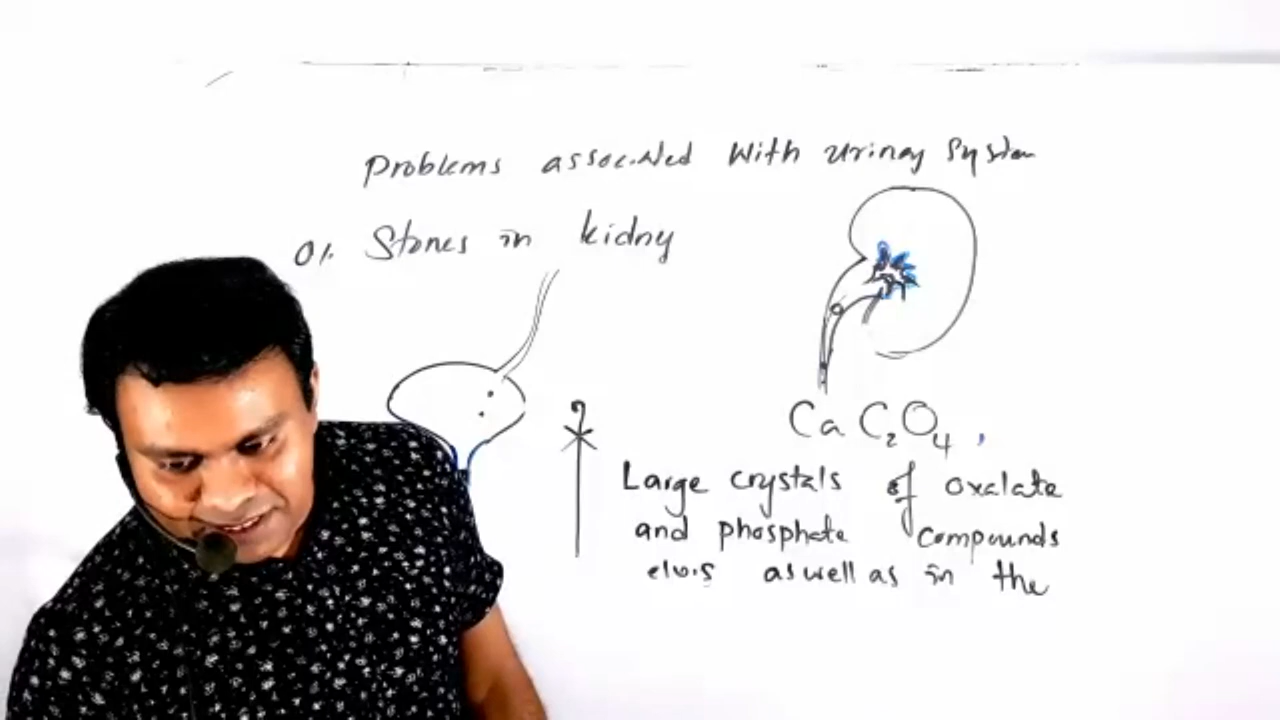 Problems associated with urinay system
01. Stones in kidny
CaC₂O₄,
Large crystals of oxalate
and phosphate compounds
as well as in the